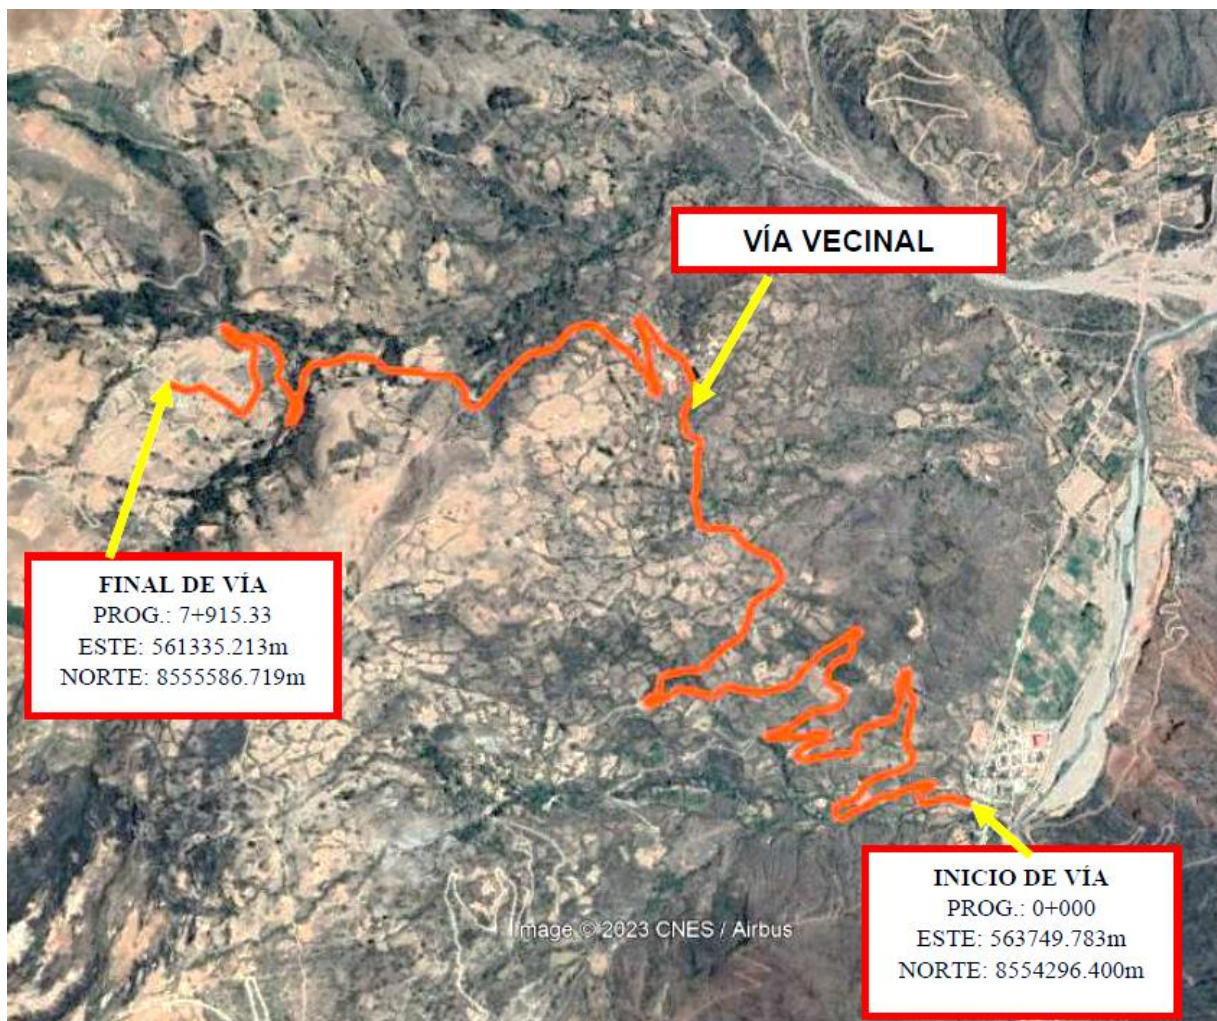 VÍA VECINAL
FINAL DE VÍA
PROG.: 7+915.33
ESTE: 561335.213m
NORTE: 8555586.719m
INICIO DE VÍA
PROG.: 0+000
ESTE: 563749.783m
NORTE: 8554296.400m
Image © 2023 CNES / Airbus